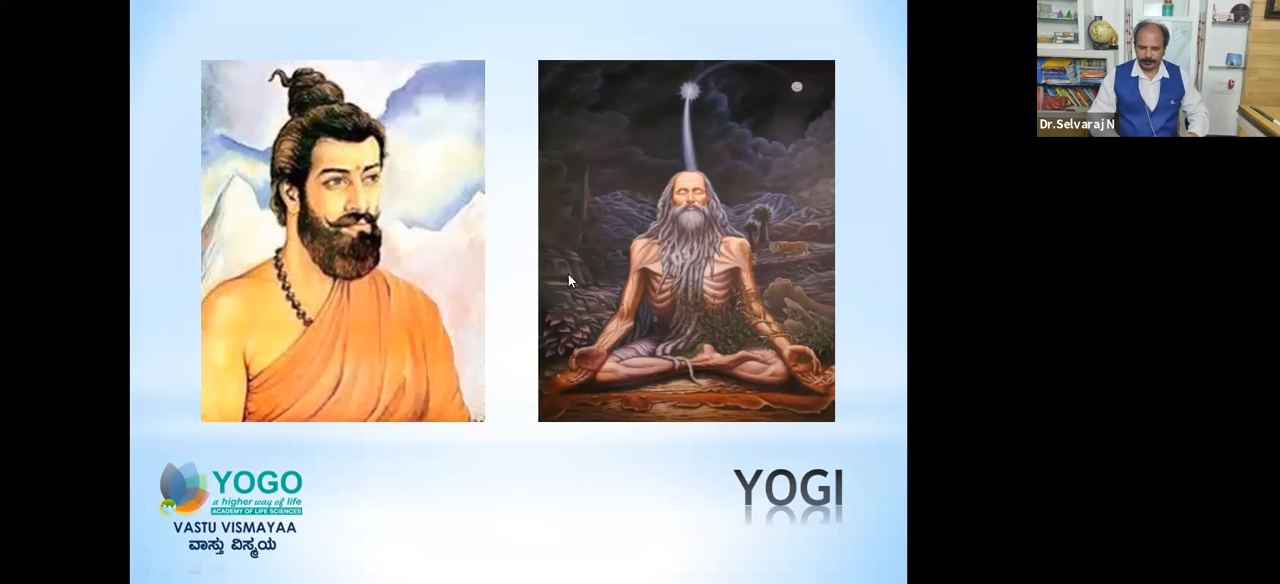 Dr.Selvaraj N
YOGO
a higher way of life
ACADEMY OF LIFE SCIENCES
VASTU VISMAYAA
ವಾಸ್ತು ವಿಸ್ಮಯ
YOGI